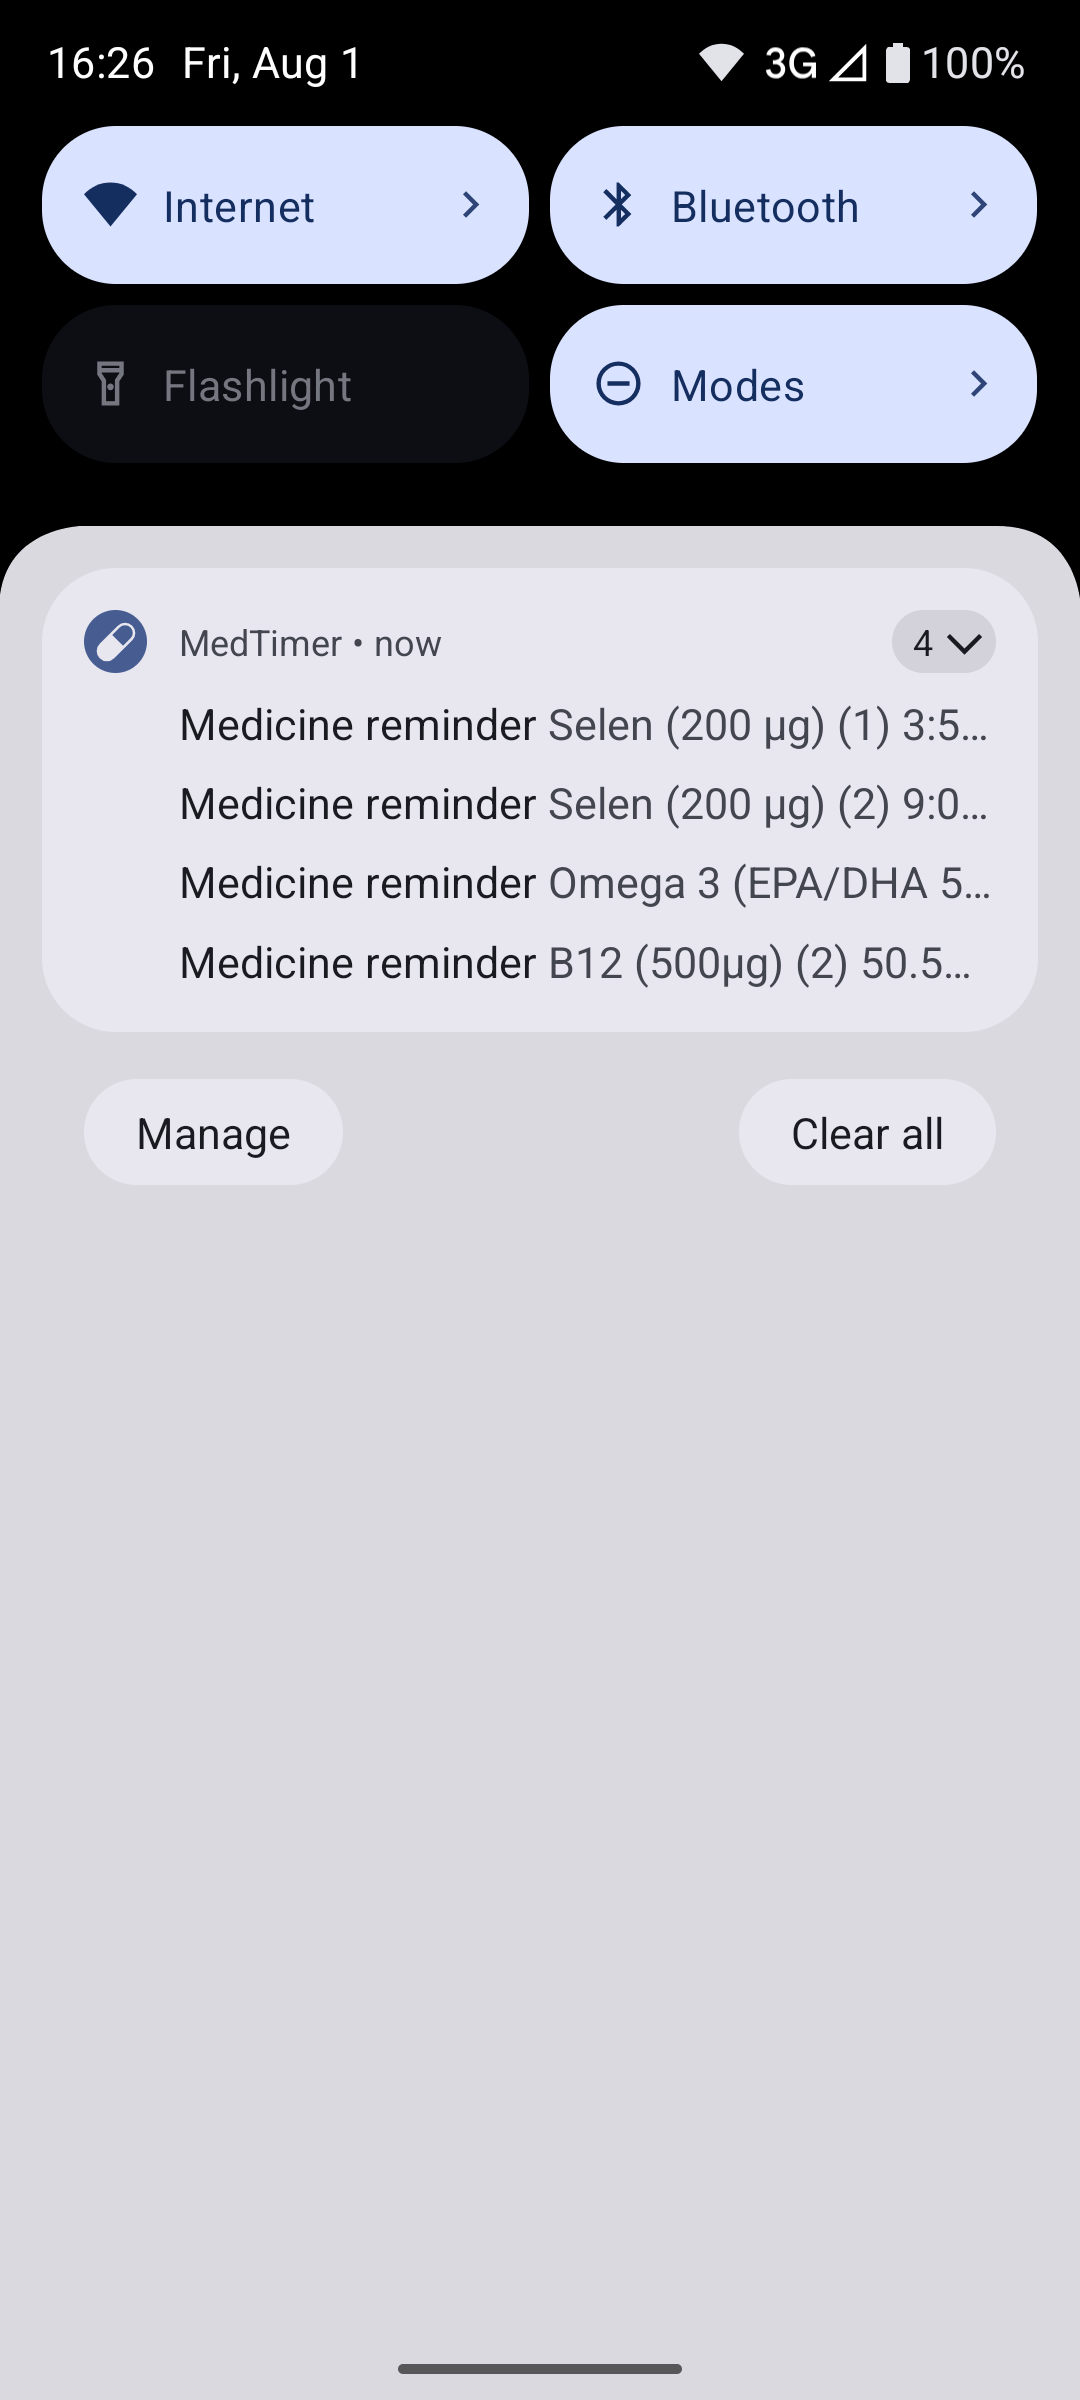 16:26 Fri, Aug 1 3G 100%
Internet
Bluetooth
Flashlight
Modes
MedTimer • now 4
Medicine reminder Selen (200 µg) (1) 3:5…
Medicine reminder Selen (200 µg) (2) 9:0…
Medicine reminder Omega 3 (EPA/DHA 5…
Medicine reminder B12 (500µg) (2) 50.5…
Manage
Clear all